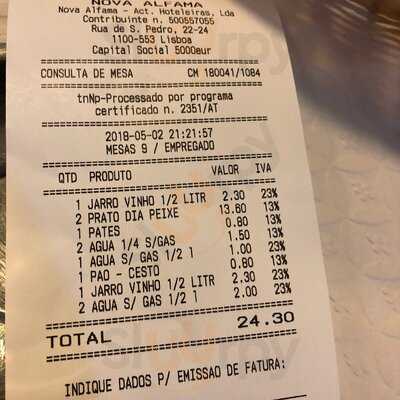 NOVA ALFAMA
Nova Alfama - Act. Hoteleiras, Lda
Contribuinte n. 500557055
Rua de S. Pedro, 22-24
1100-553 Lisboa
Capital Social 5000eur
CONSULTA DE MESA CM 180041/1084
tnNp-Processado por programa
certificado n. 2351/AT
2018-05-02 21:21:57
MESAS 9 / EMPREGADO
QTD PRODUTO VALOR IVA
1 JARRO VINHO 1/2 LITR 2.30 23%
2 PRATO DIA PEIXE 13.60 13%
1 PATES 0.80 13%
2 AGUA 1/4 S/GAS 1.50 13%
1 AGUA S/ GAS 1/2 l 1.00 23%
1 PAO - CESTO 0.80 13%
1 JARRO VINHO 1/2 LITR 2.30 23%
2 AGUA S/ GAS 1/2 l 2.00 23%
TOTAL 24.30
INDIQUE DADOS P/ EMISSAO DE FATURA: